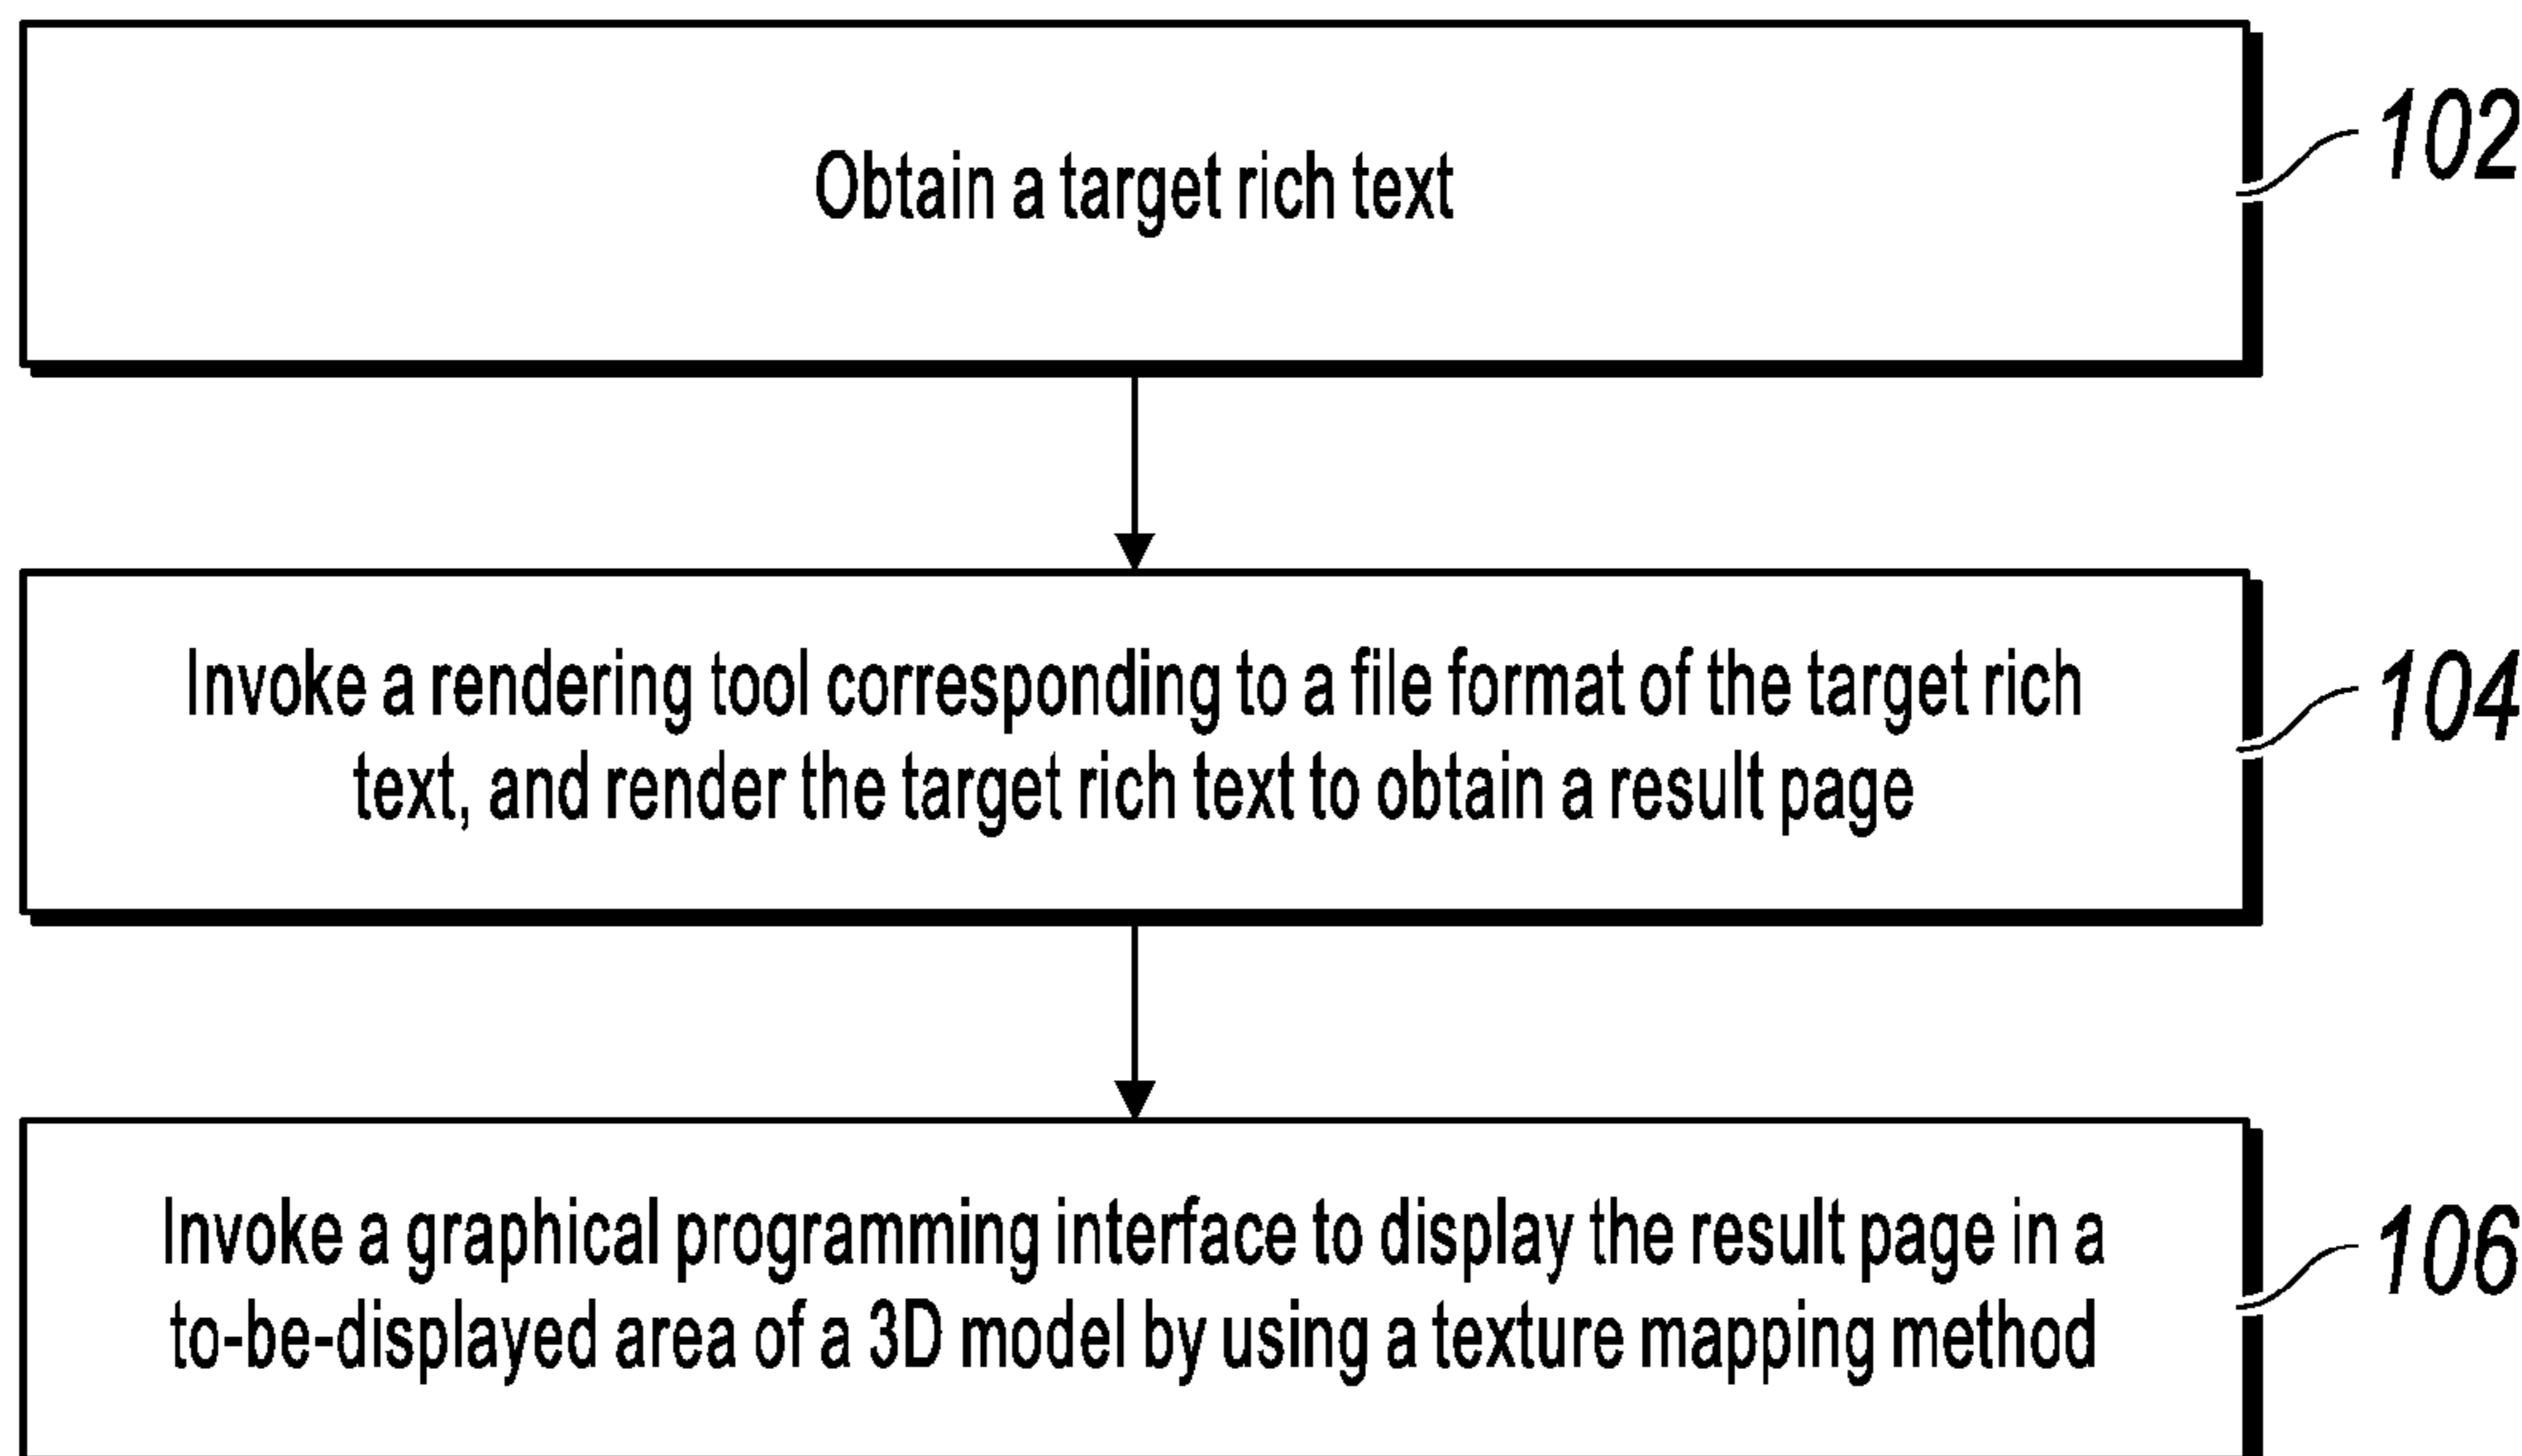 Obtain a target rich text
102
Invoke a rendering tool corresponding to a file format of the target rich
text, and render the target rich text to obtain a result page
104
Invoke a graphical programming interface to display the result page in a
to-be-displayed area of a 3D model by using a texture mapping method
106